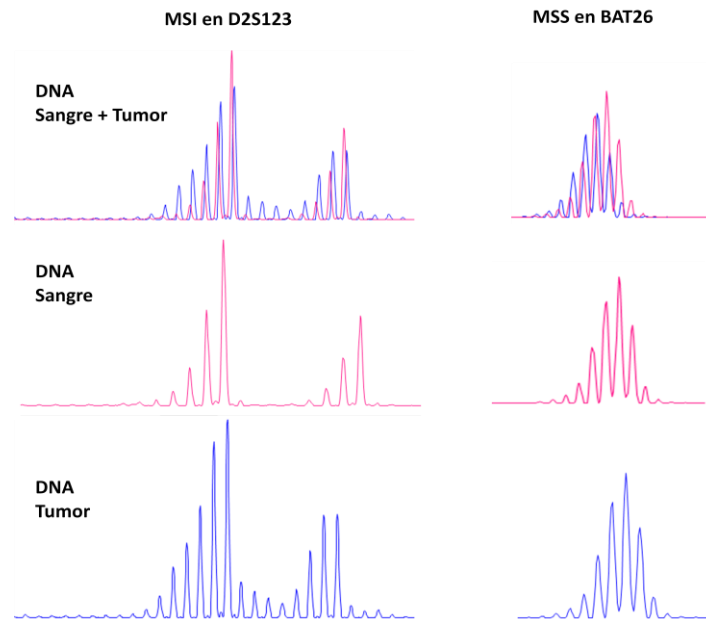 MSI en D2S123
MSS en BAT26
DNA
Sangre + Tumor
DNA
Sangre
DNA
Tumor